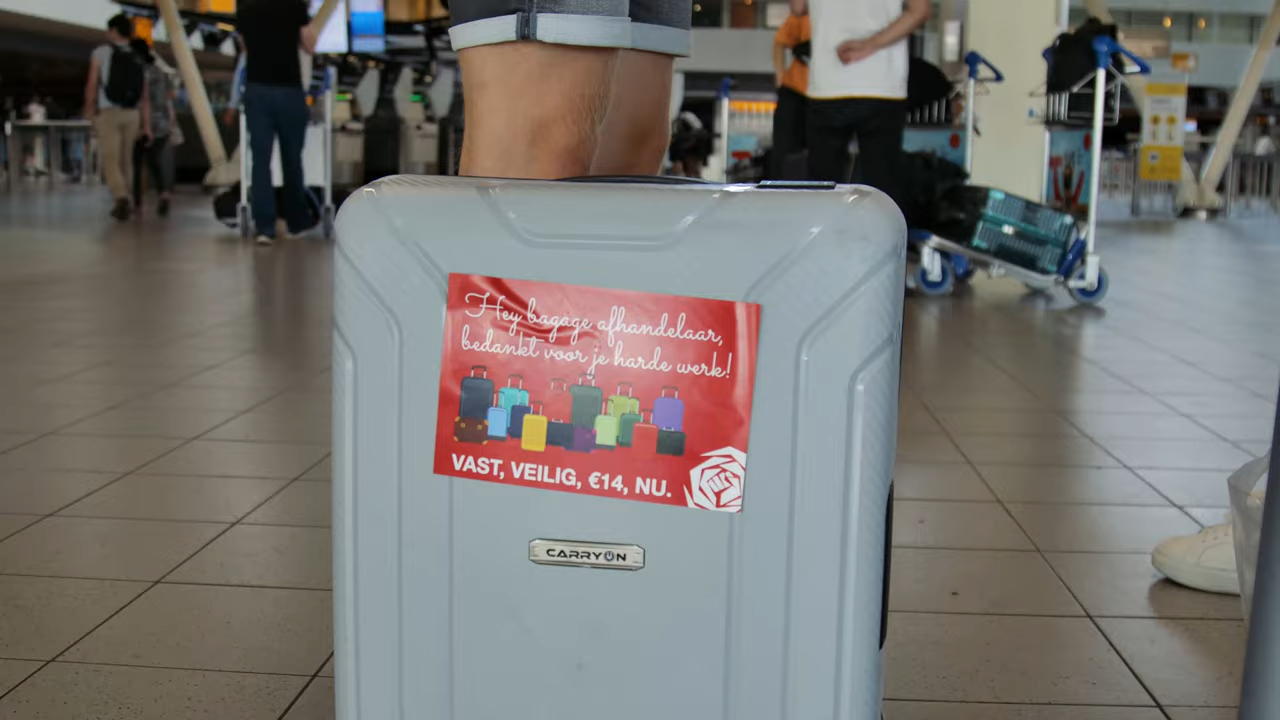 Hey bagage afhandelaar,
bedankt voor je harde werk!
VAST, VEILIG, €14, NU.
CARRYON